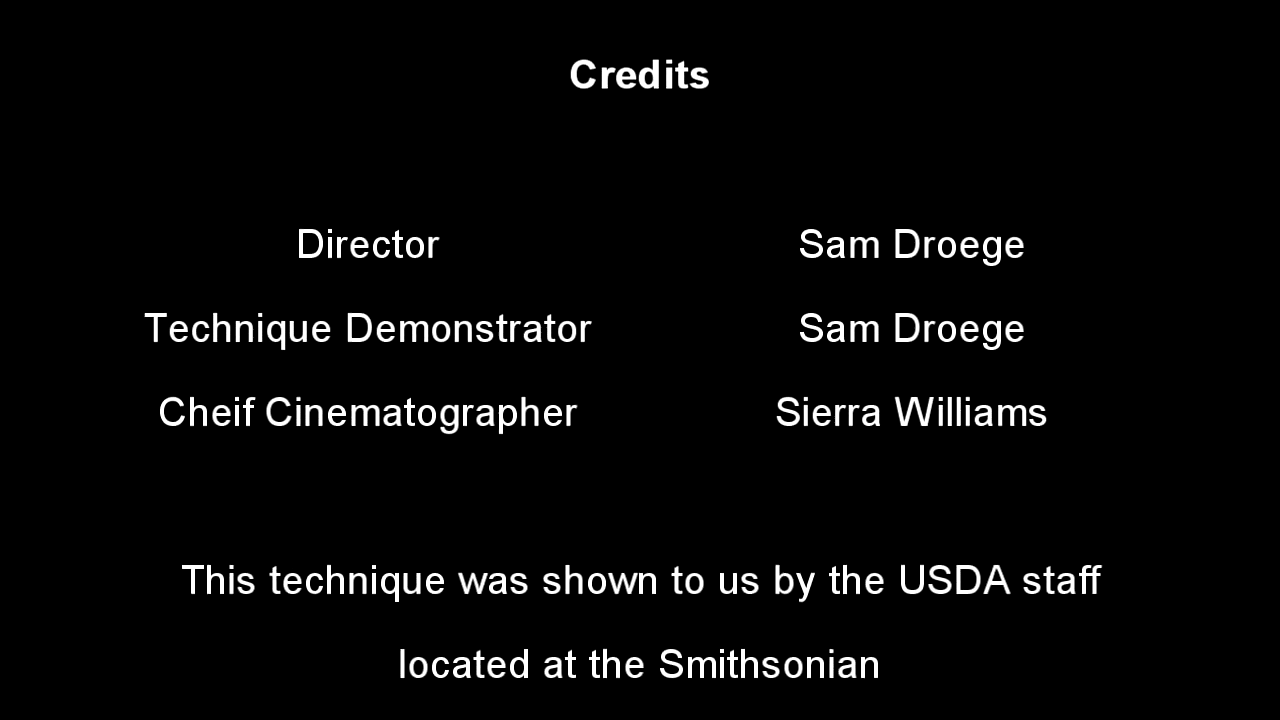 Credits
Director Sam Droege
Technique Demonstrator Sam Droege
Cheif Cinematographer Sierra Williams
This technique was shown to us by the USDA staff
located at the Smithsonian